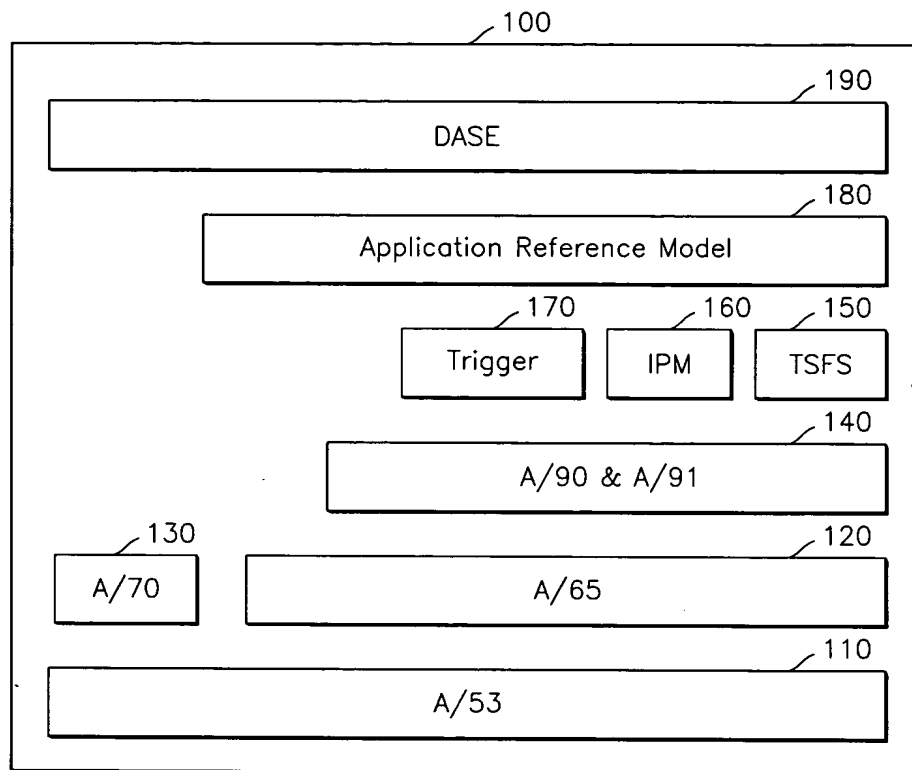 100
190
DASE
180
Application Reference Model
170 160 150
Trigger IPM TSFS
140
A/90 & A/91
130 120
A/70 A/65
110
A/53